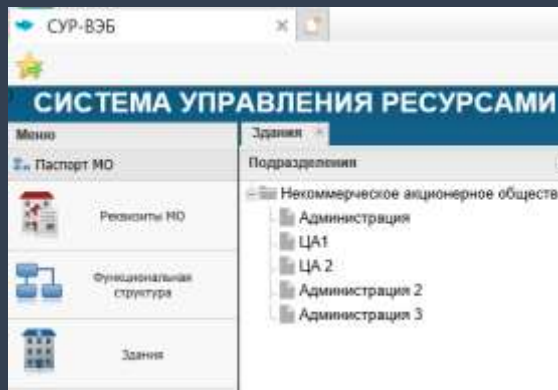 СУР-ВЭБ
СИСТЕМА УПРАВЛЕНИЯ РЕСУРСАМИ
Меню
Паспорт МО
Реквизиты МО
Функциональная
структура
Здания
Здания
Подразделения
Некоммерческое акционерное обществ
Администрация
ЦА1
ЦА 2
Администрация 2
Администрация 3